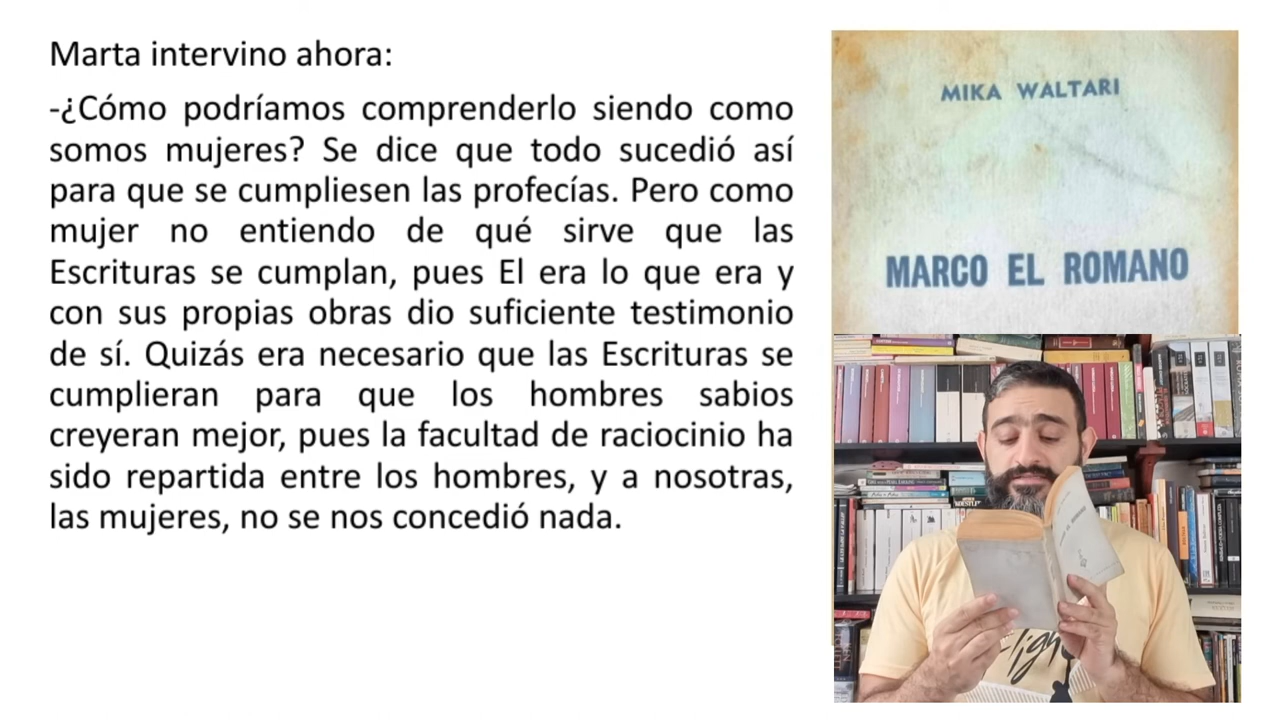 Marta intervino ahora:
-¿Cómo podríamos comprenderlo siendo como
somos mujeres? Se dice que todo sucedió así
para que se cumpliesen las profecías. Pero como
mujer no entiendo de qué sirve que las
Escrituras se cumplan, pues El era lo que era y
con sus propias obras dio suficiente testimonio
de sí. Quizás era necesario que las Escrituras se
cumplieran para que los hombres sabios
creyeran mejor, pues la facultad de raciocinio ha
sido repartida entre los hombres, y a nosotras,
las mujeres, no se nos concedió nada.
MIKA WALTARI
MARCO EL ROMANO